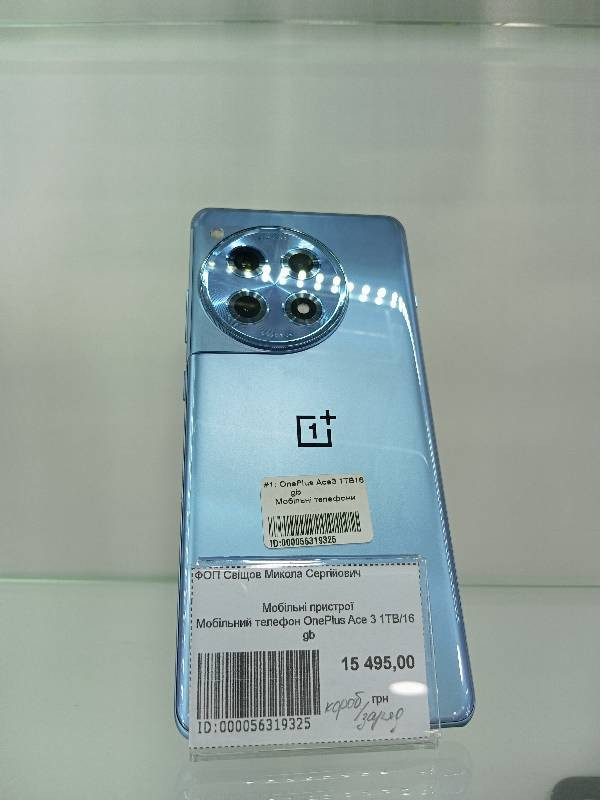 1+
#1: OnePlus Ace3 1TB16
gb
Мобільні телефони
ID:000056319325
ФОП Свіщов Микола Сергійович
Мобільні пристрої
Мобільний телефон OnePlus Ace 3 1TB/16
gb
15 495,00
грн
короб/заряд
ID:000056319325